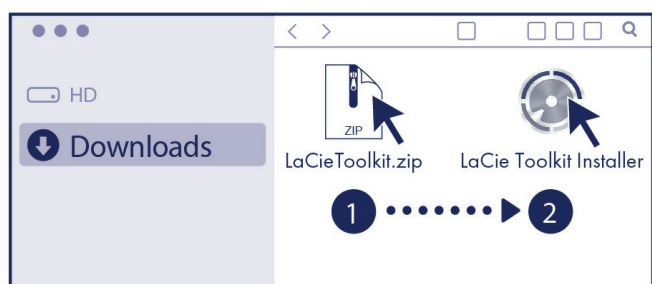 HD
Downloads
ZIP
LaCieToolkit.zip
LaCie Toolkit Installer
1
2